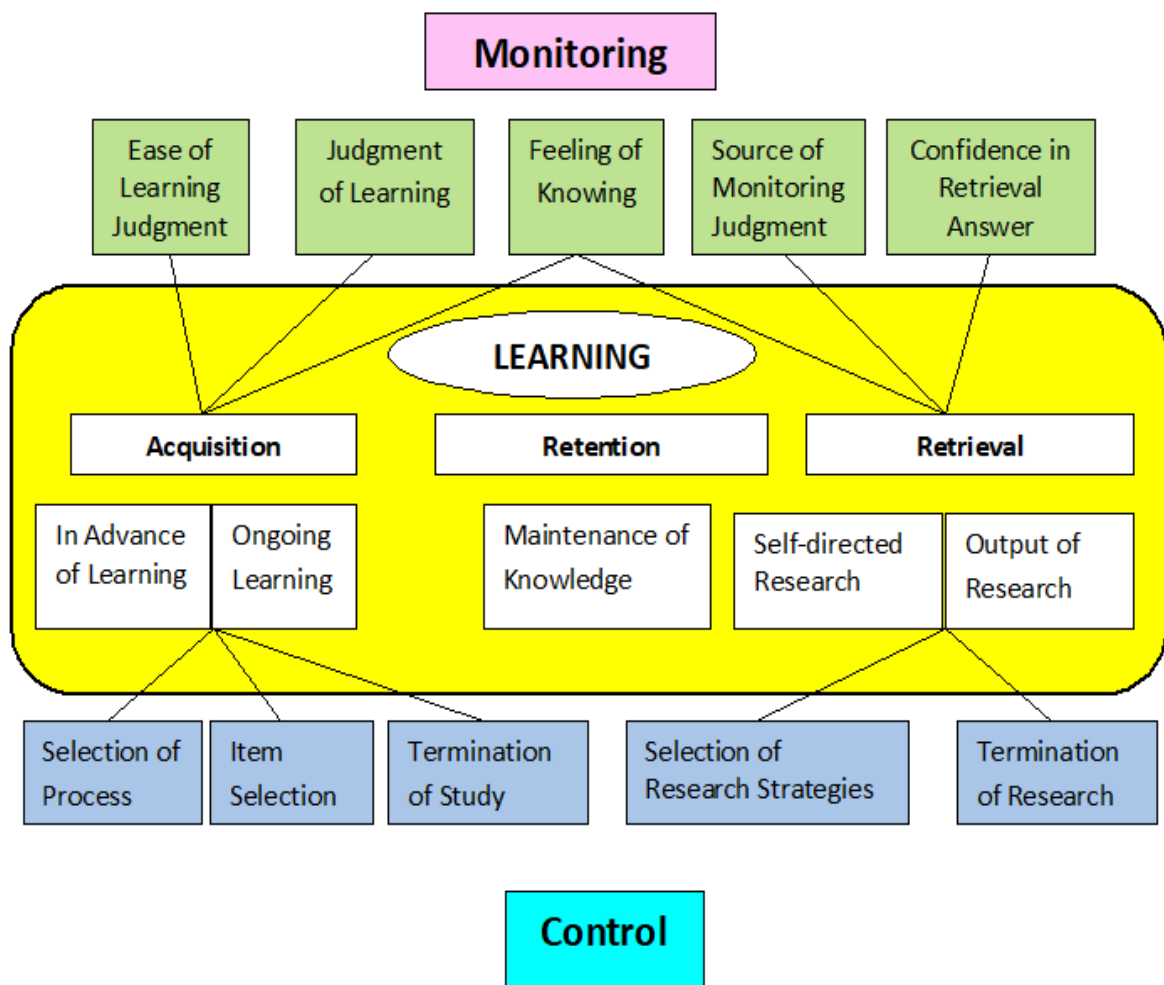 Monitoring
Ease of
Learning
Judgment
Judgment
of Learning
Feeling of
Knowing
Source of
Monitoring
Judgment
Confidence in
Retrieval
Answer
LEARNING
Acquisition
Retention
Retrieval
In Advance
of Learning
Ongoing
Learning
Maintenance of
Knowledge
Self-directed
Research
Output of
Research
Selection of
Process
Item
Selection
Termination
of Study
Selection of
Research Strategies
Termination
of Research
Control